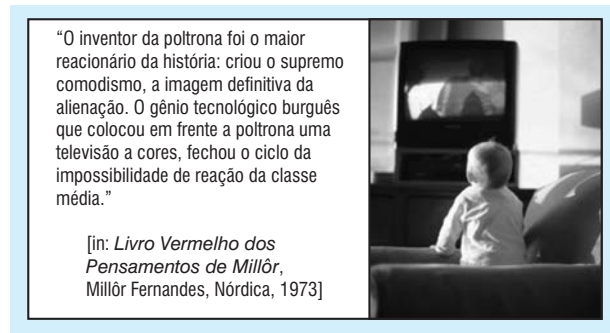 “O inventor da poltrona foi o maior
reacionário da história: criou o supremo
comodismo, a imagem definitiva da
alienação. O gênio tecnológico burguês
que colocou em frente a poltrona uma
televisão a cores, fechou o ciclo da
impossibilidade de reação da classe
média.”
[in: Livro Vermelho dos
Pensamentos de Millôr,
Millôr Fernandes, Nórdica, 1973]